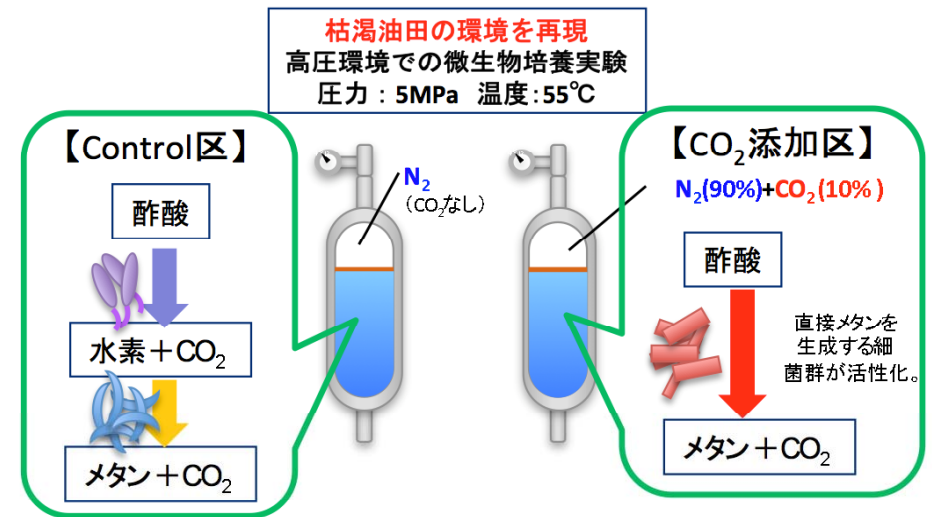 枯渇油田の環境を再現
高圧環境での微生物培養実験
圧力：5MPa 温度：55℃
【Control区】
酢酸
水素＋CO₂
メタン＋CO₂
N₂
（CO₂なし）
【CO₂添加区】
N₂(90%)+CO₂(10%)
酢酸
直接メタンを
生成する細
菌群が活性化。
メタン＋CO₂